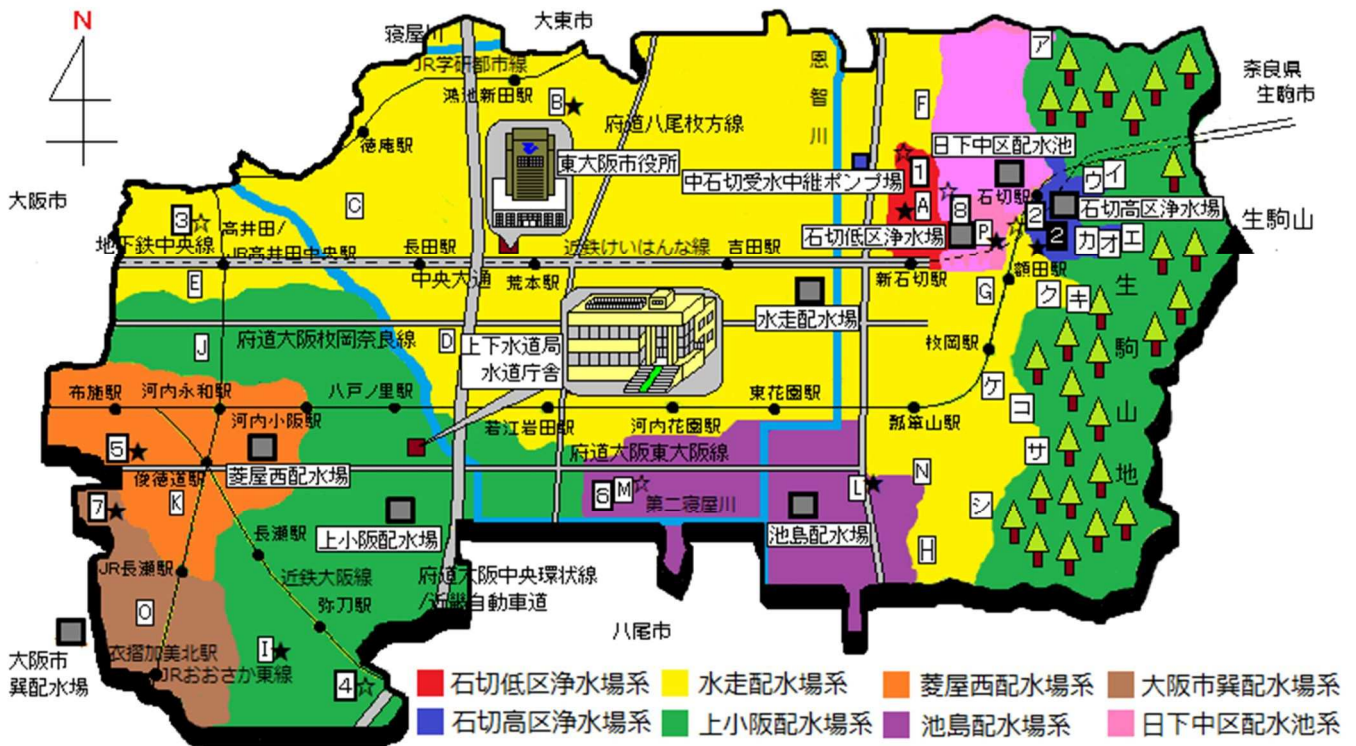 N
大東市
寝屋川
JR学研都市線
鴻池新田駅
B★
恩智川
ア
奈良県
生駒市
F
府道八尾枚方線
徳庵駅
東大阪市役所
日下中区配水池
中石切受水中継ポンプ場
1
ウ
イ
大阪市
C
A
石切駅
石切高区浄水場
3☆
高井田/
JR高井田中央駅
地下鉄中央線
長田駅
近鉄けいはんな線
吉田駅
石切低区浄水場
8
P
2
2
カ
オ
エ
生駒山
E
中央大通
荒本駅
新石切駅
額田駅
G
ク
キ
水走配水場
生駒山地
J
府道大阪枚岡奈良線
D
上下水道局
水道庁舎
枚岡駅
布施駅
河内永和駅
八戸ノ里駅
東花園駅
ケ
コ
河内小阪駅
若江岩田駅
河内花園駅
瓢箪山駅
5★
菱屋西配水場
府道大阪東大阪線
サ
俊徳道駅
6
M☆
L★
N
7★
K
第二寝屋川
シ
長瀬駅
上小阪配水場
池島配水場
H
JR長瀬駅
近鉄大阪線
府道大阪中央環状線
/近畿自動車道
O
弥刀駅
八尾市
大阪市
巽配水場
衣摺加美北駅
JRおおさか東線
I★
4☆
石切低区浄水場系
水走配水場系
菱屋西配水場系
大阪市巽配水場系
石切高区浄水場系
上小阪配水場系
池島配水場系
日下中区配水池系